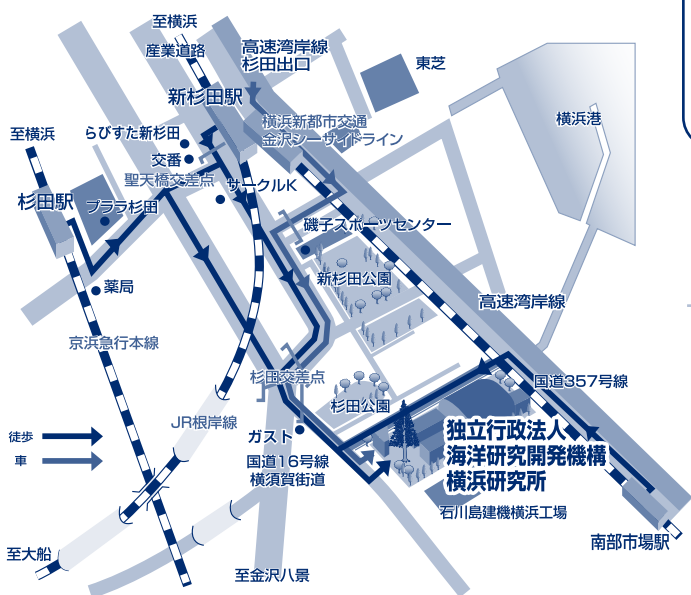 至横浜
産業道路
高速湾岸線
杉田出口
東芝
新杉田駅
横浜新都市交通
金沢シーサイドライン
横浜港
至横浜
らびすた新杉田
交番
聖天橋交差点
サークルK
杉田駅
プララ杉田
磯子スポーツセンター
新杉田公園
薬局
高速湾岸線
京浜急行本線
杉田交差点
国道357号線
杉田公園
JR根岸線
ガスト
独立行政法人
海洋研究開発機構
横浜研究所
徒歩
車
国道16号線
横須賀街道
石川島建機横浜工場
南部市場駅
至大船
至金沢八景